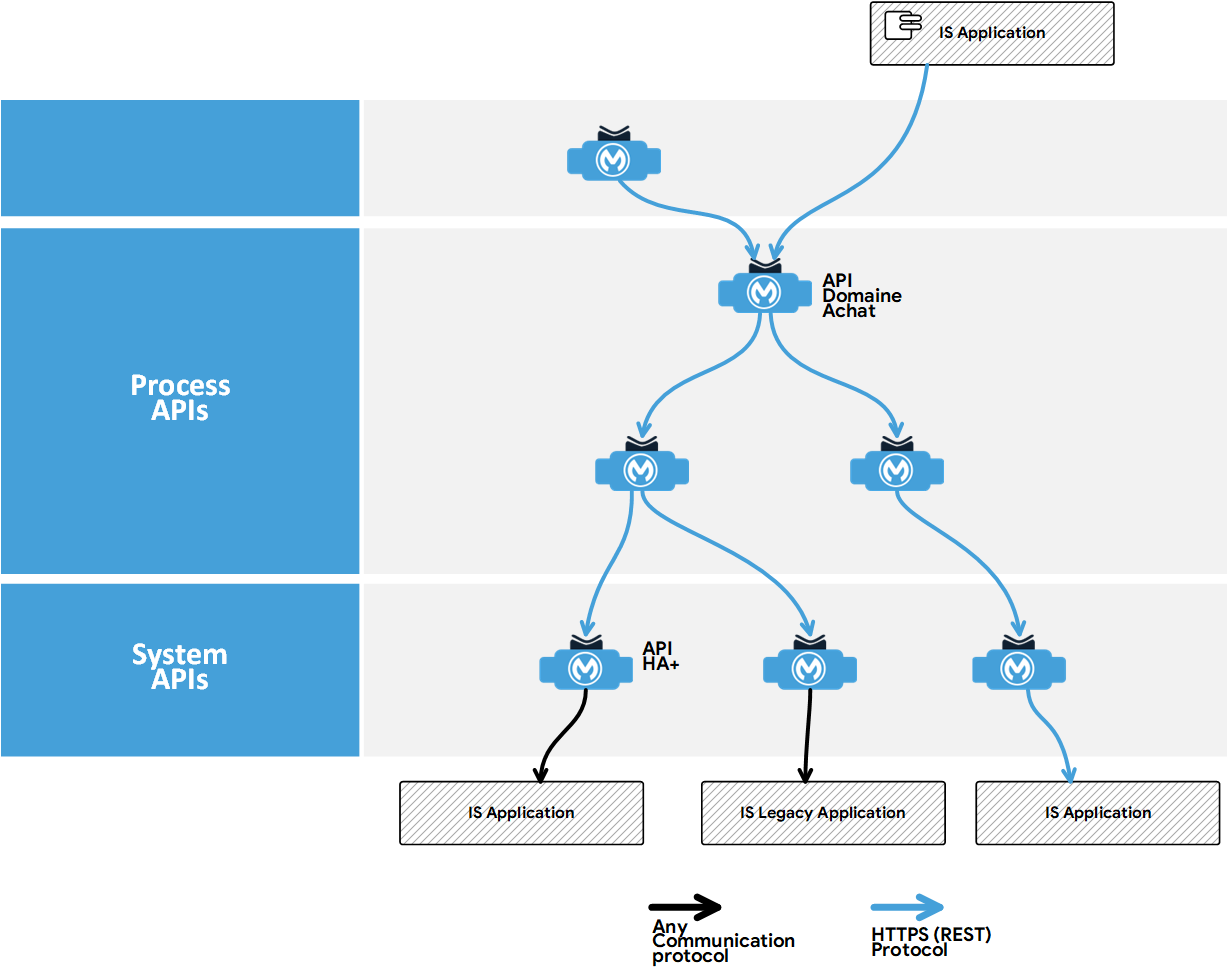 IS Application
API
Domaine
Achat
Process
APIs
System
APIs
API
HA+
IS Application
IS Legacy Application
IS Application
Any
Communication
protocol
HTTPS (REST)
Protocol